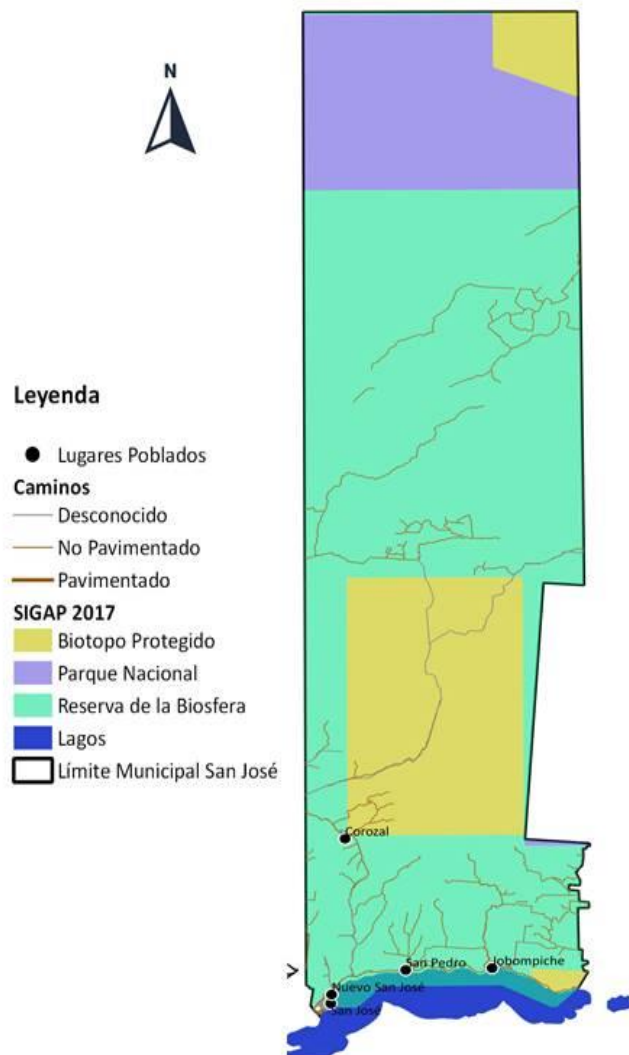 N
Leyenda
Lugares Poblados
Caminos
Desconocido
No Pavimentado
Pavimentado
SIGAP 2017
Biotopo Protegido
Parque Nacional
Reserva de la Biosfera
Lagos
Límite Municipal San José
Corozal
San Pedro
Jobompiche
Nuevo San José
San José